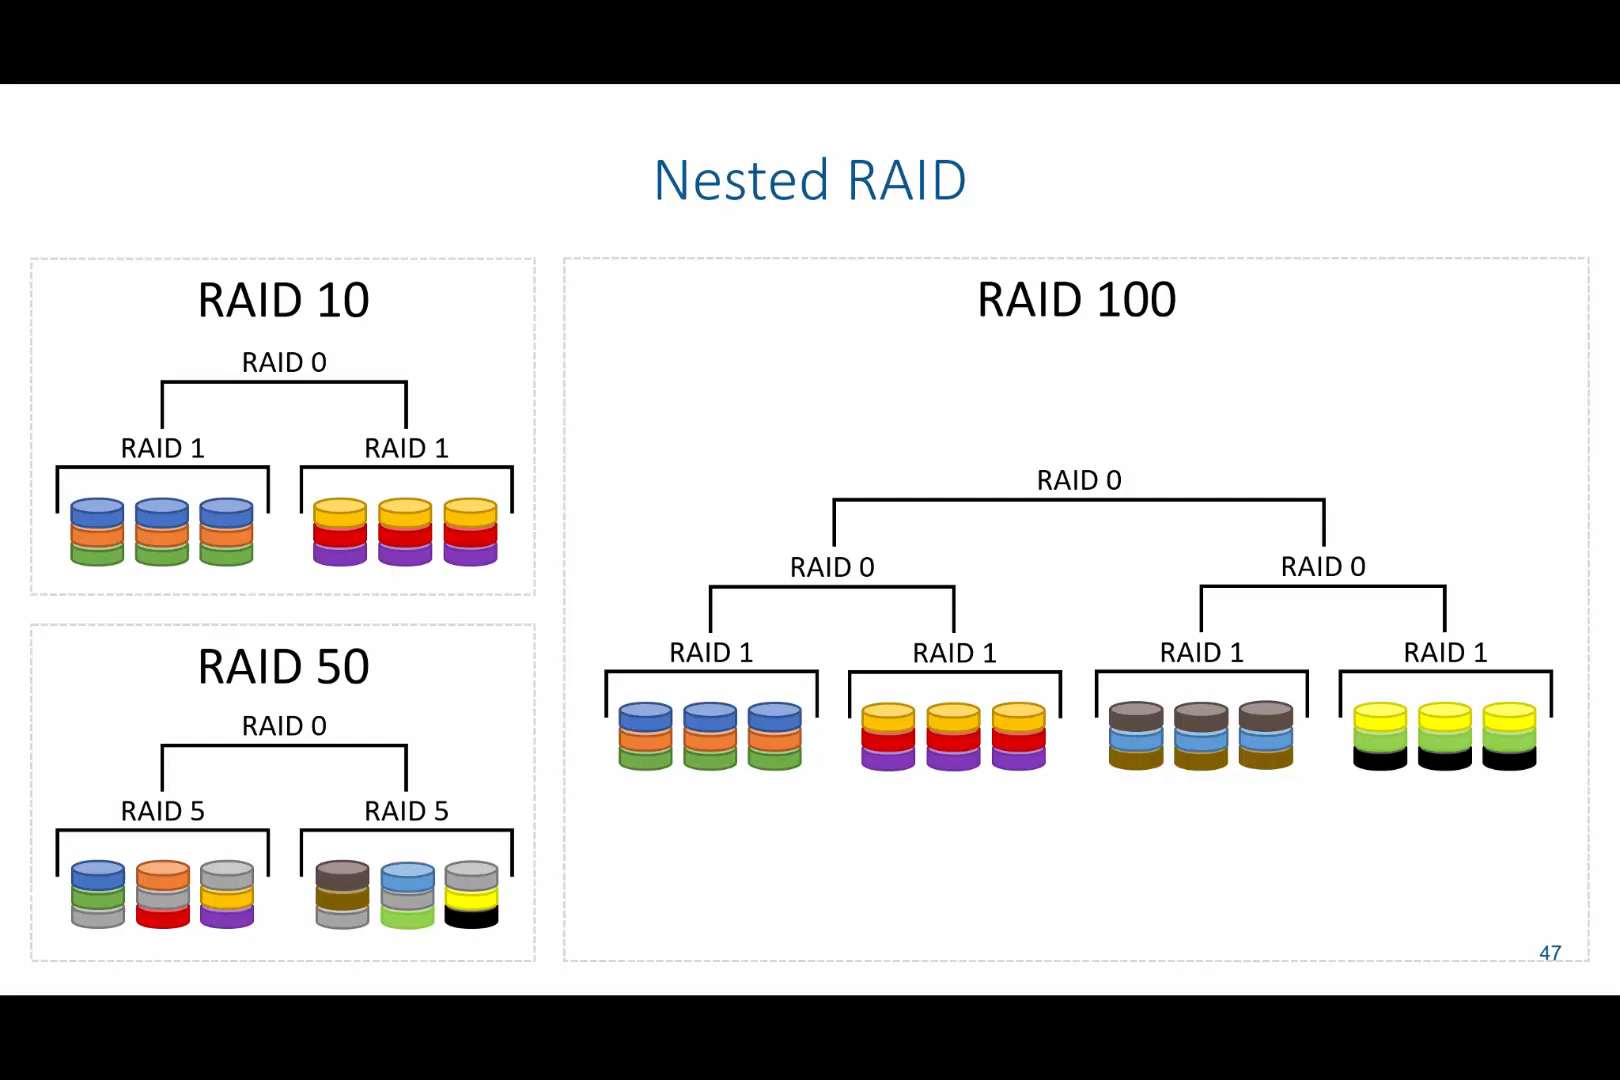 Nested RAID
RAID 10
RAID 0
RAID 1 RAID 1
RAID 50
RAID 0
RAID 5 RAID 5
RAID 100
RAID 0
RAID 0 RAID 0
RAID 1 RAID 1 RAID 1 RAID 1
47